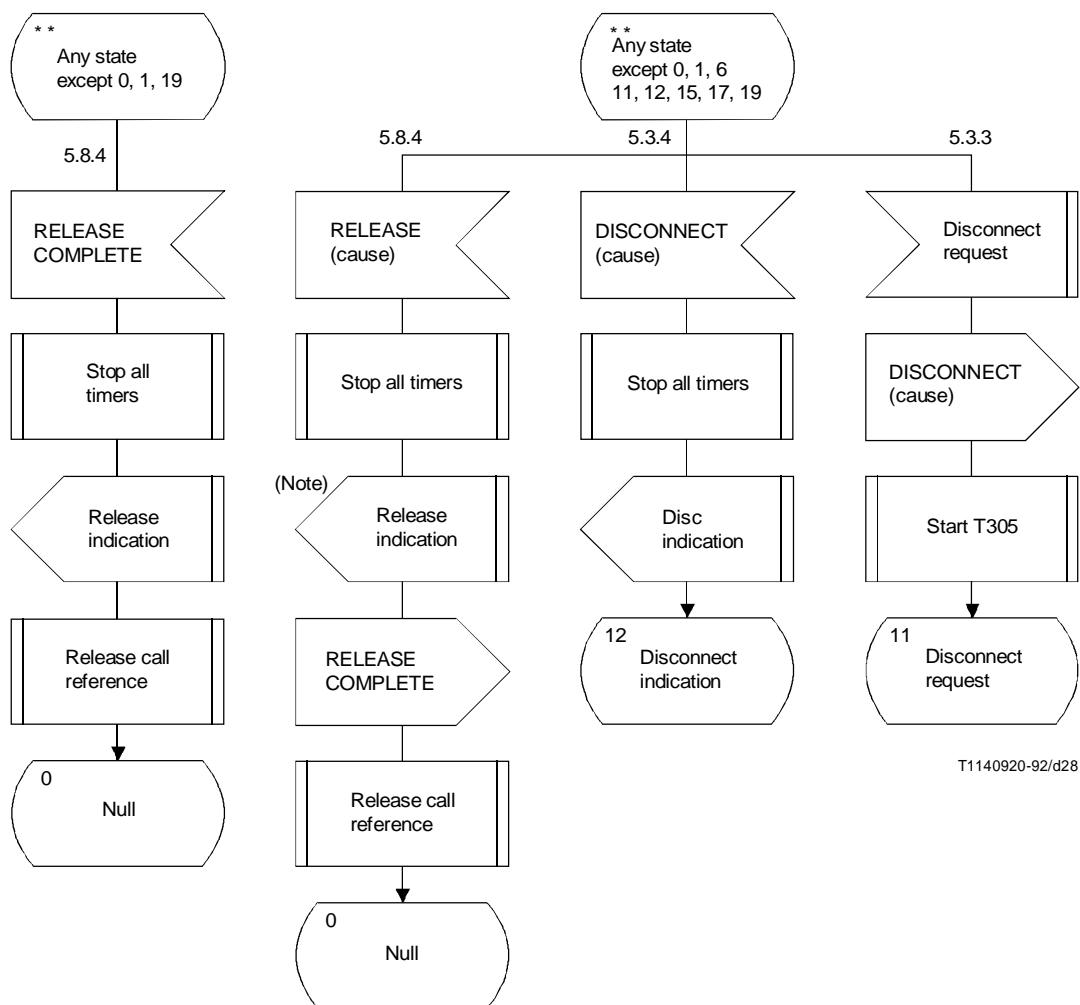 * *
Any state
except 0, 1, 19
* *
Any state
except 0, 1, 6
11, 12, 15, 17, 19
5.8.4
5.8.4
5.3.4
5.3.3
RELEASE
COMPLETE
RELEASE
(cause)
DISCONNECT
(cause)
Disconnect
request
Stop all
timers
Stop all timers
Stop all timers
DISCONNECT
(cause)
Release
indication
(Note)
Release
indication
Disc
indication
Start T305
Release call
reference
RELEASE
COMPLETE
12
Disconnect
indication
11
Disconnect
request
T1140920-92/d28
0
Null
Release call
reference
0
Null